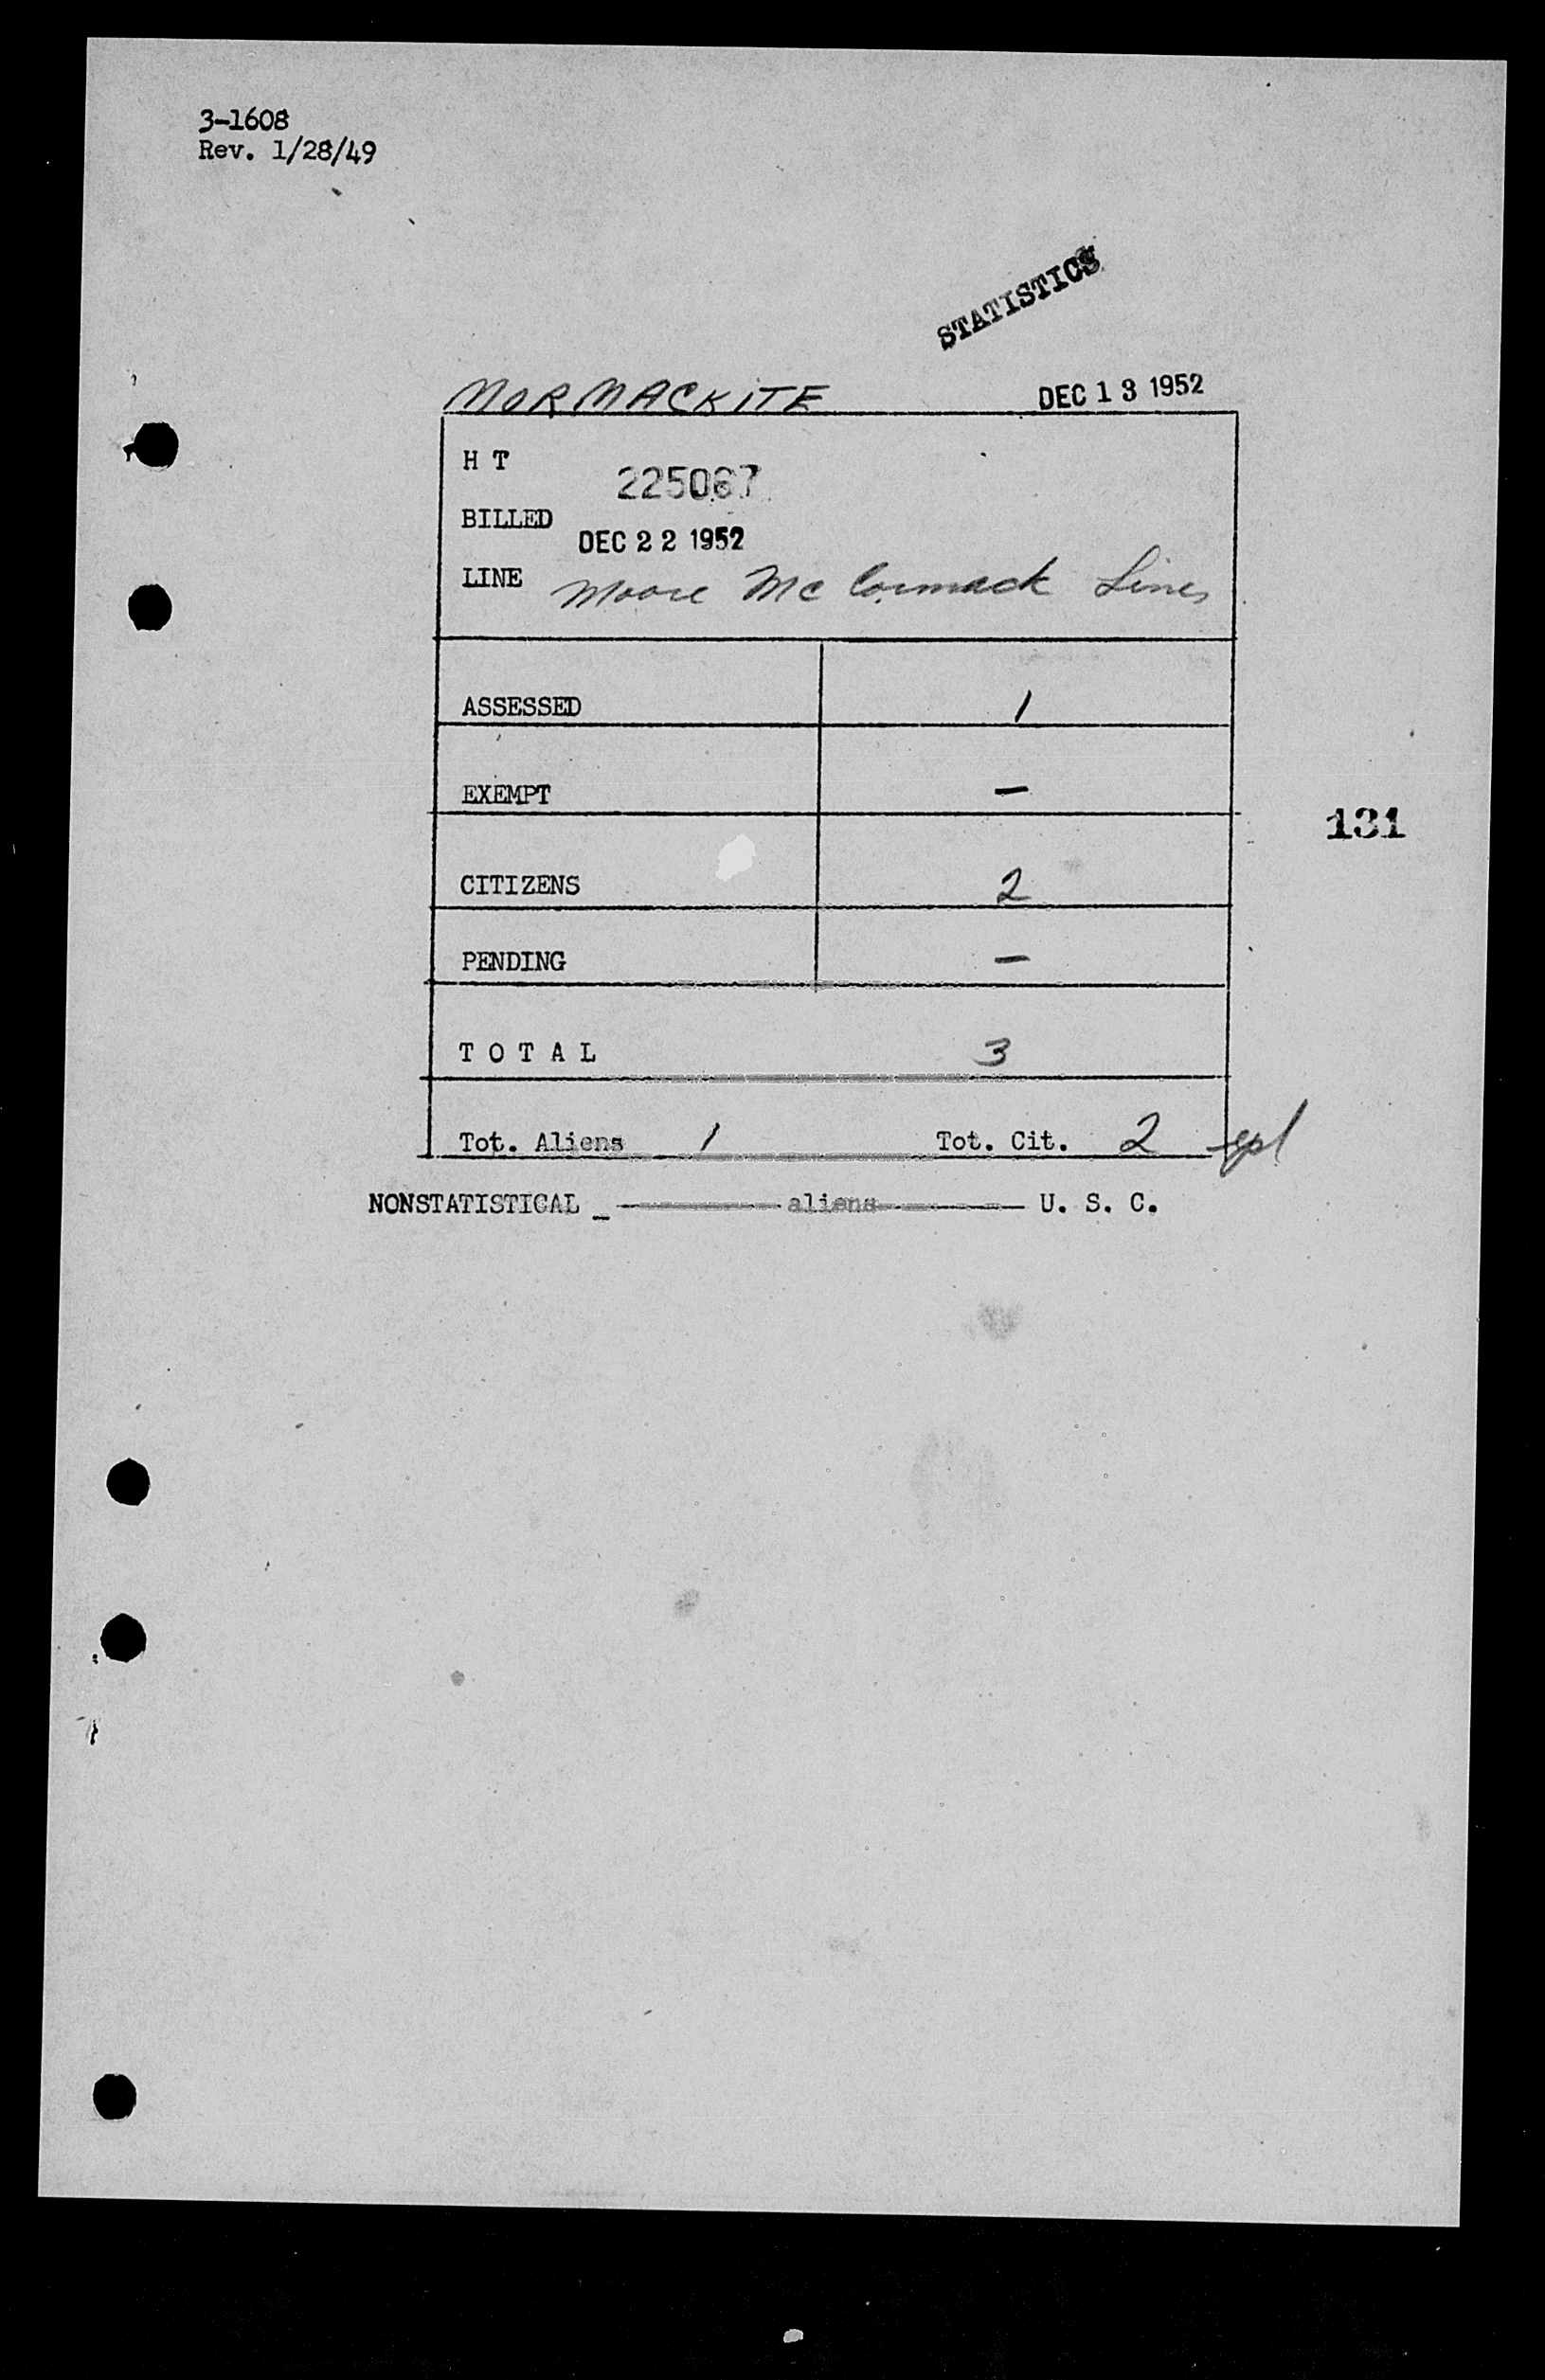 3-1608
Rev. 1/28/49
STATISTICS
MORMACKITE DEC 13 1952
H T 225067
BILLED DEC 22 1952
LINE Moore McCormack Lines
ASSESSED 1
EXEMPT —
131
CITIZENS 2
PENDING —
T O T A L 3
Tot. Aliens 1 Tot. Cit. 2
NONSTATISTICAL _ aliens U. S. C.